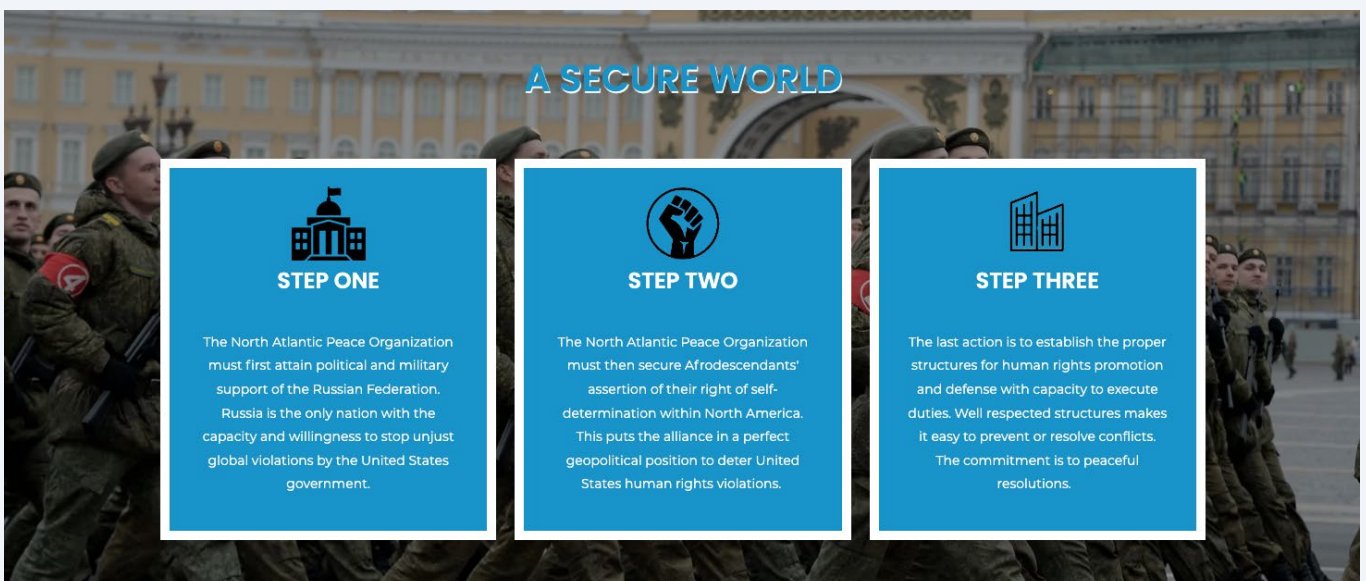 A SECURE WORLD
STEP ONE
The North Atlantic Peace Organization
must first attain political and military
support of the Russian Federation.
Russia is the only nation with the
capacity and willingness to stop unjust
global violations by the United States
government.
STEP TWO
The North Atlantic Peace Organization
must then secure Afrodescendants'
assertion of their right of self-
determination within North America.
This puts the alliance in a perfect
geopolitical position to deter United
States human rights violations.
STEP THREE
The last action is to establish the proper
structures for human rights promotion
and defense with capacity to execute
duties. Well respected structures makes
it easy to prevent or resolve conflicts.
The commitment is to peaceful
resolutions.